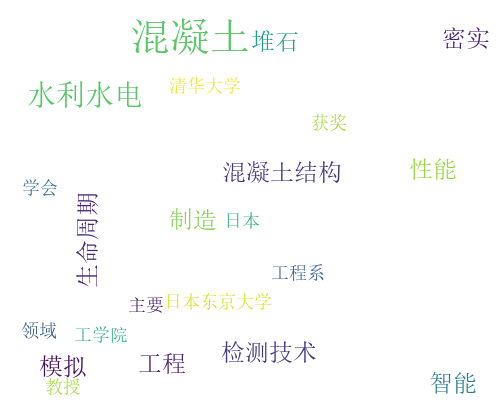 混凝土
堆石
密实
清华大学
水利水电
获奖
混凝土结构
性能
学会
生命周期
制造
日本
工程系
主要
日本东京大学
领域
工学院
检测技术
模拟
工程
教授
智能